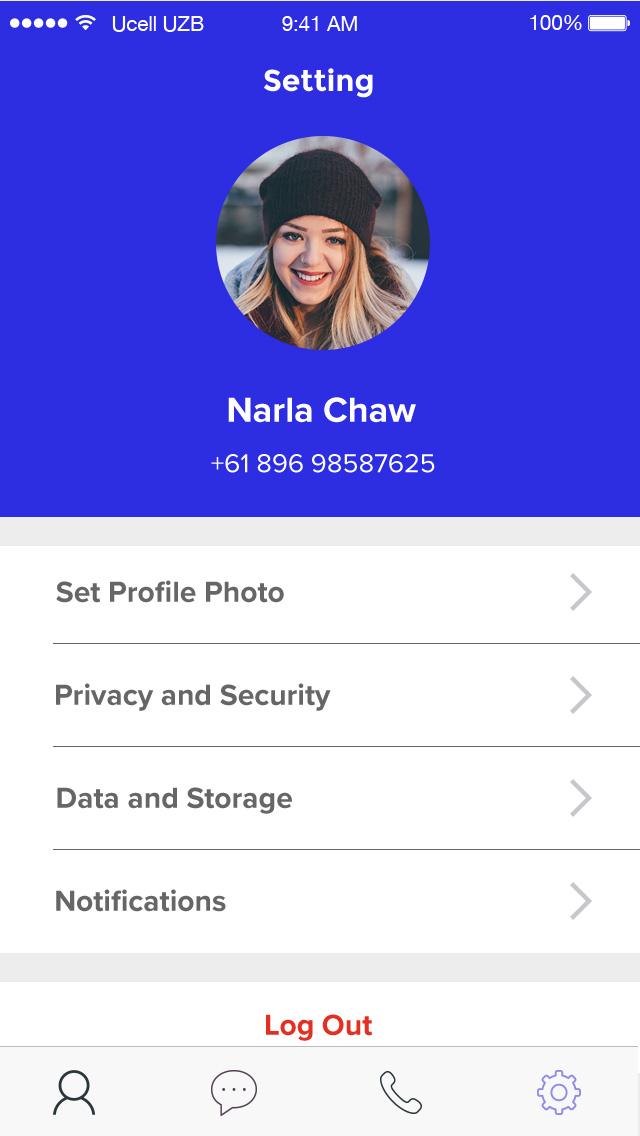 Ucell UZB 9:41 AM 100%
Setting
Narla Chaw
+61 896 98587625
Set Profile Photo
Privacy and Security
Data and Storage
Notifications
Log Out